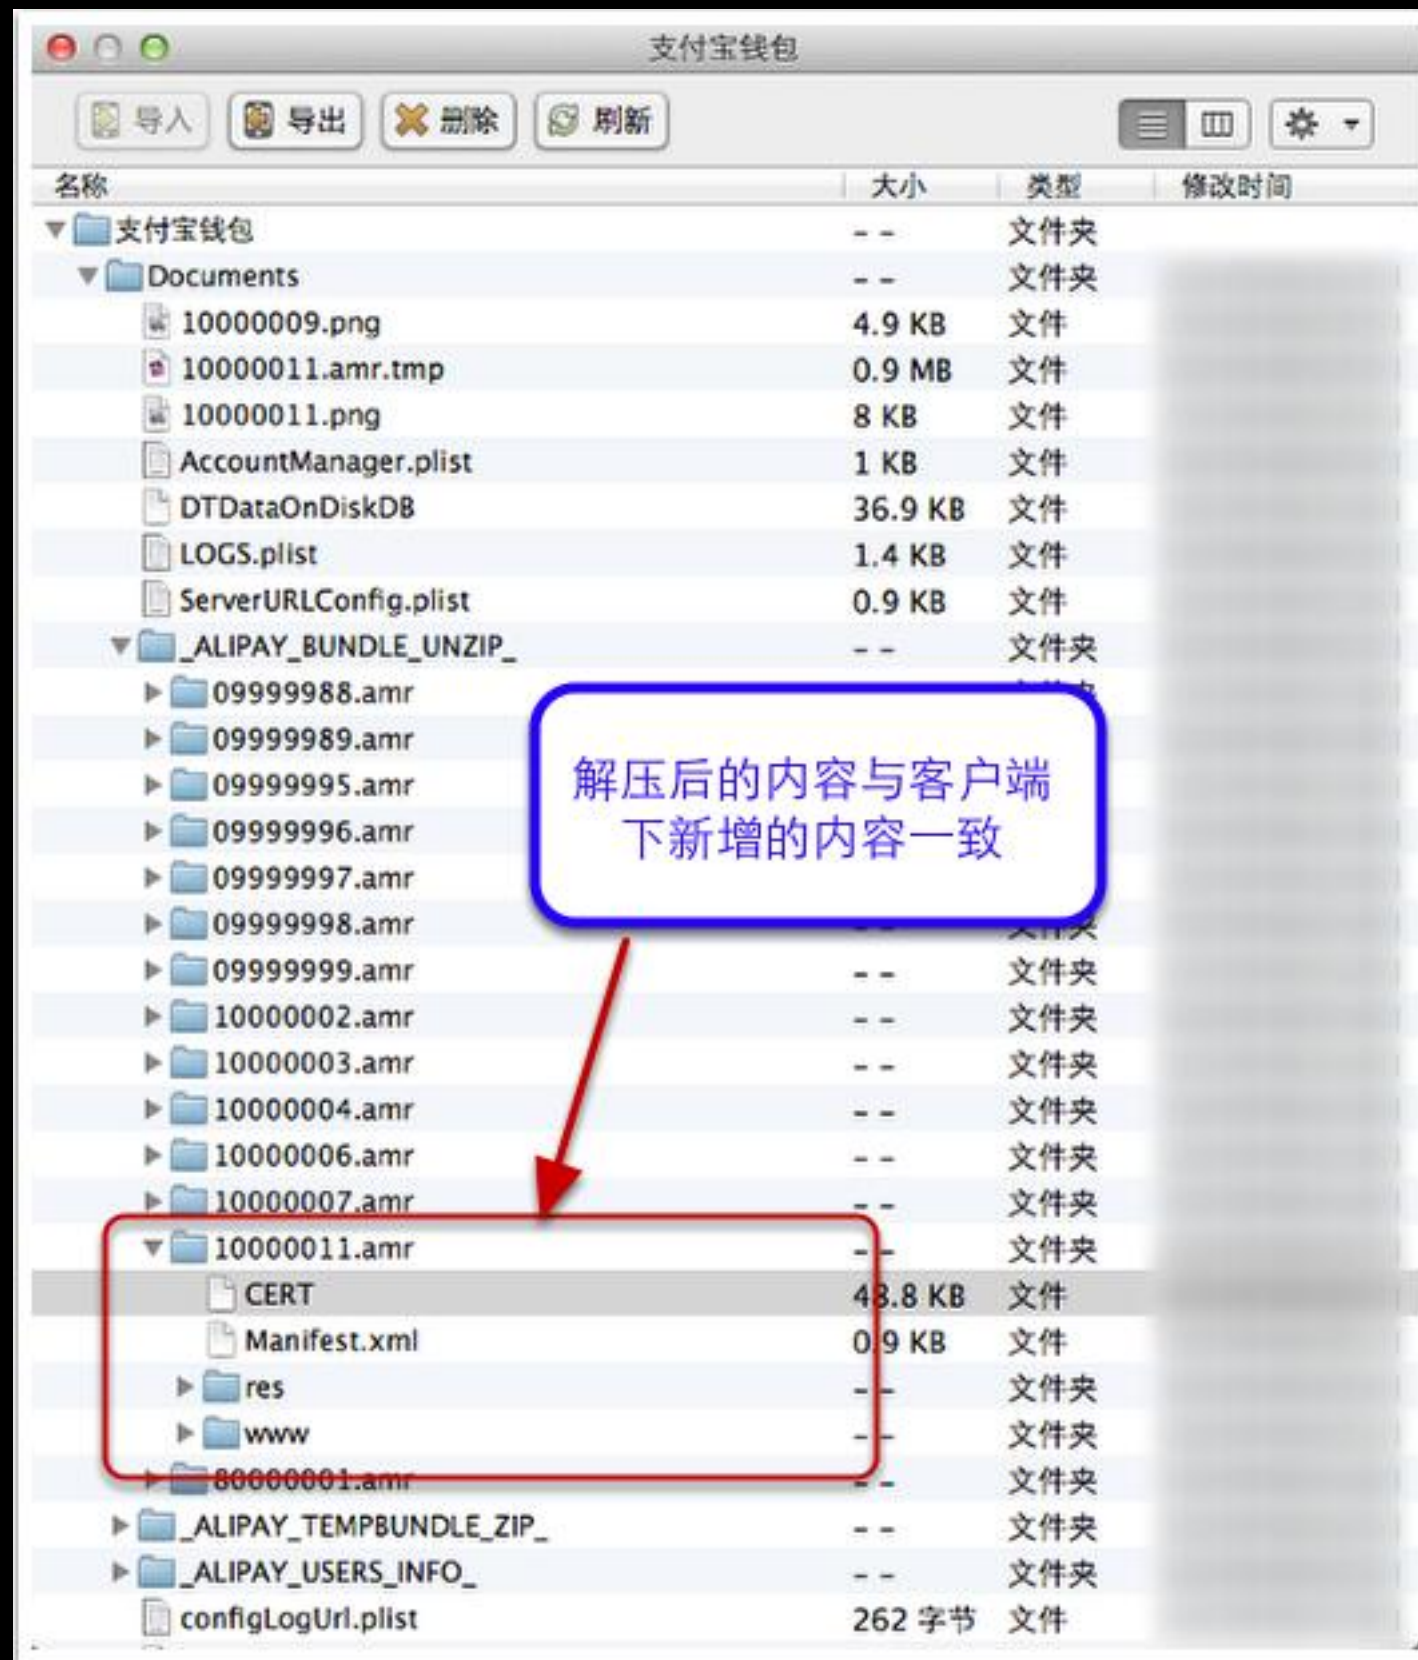 支付宝钱包
导入 导出 删除 刷新
名称 大小 类型 修改时间
支付宝钱包 -- 文件夹
Documents -- 文件夹
10000009.png 4.9 KB 文件
10000011.amr.tmp 0.9 MB 文件
10000011.png 8 KB 文件
AccountManager.plist 1 KB 文件
DTDataOnDiskDB 36.9 KB 文件
LOGS.plist 1.4 KB 文件
ServerURLConfig.plist 0.9 KB 文件
_ALIPAY_BUNDLE_UNZIP_ -- 文件夹
09999988.amr
09999989.amr
09999995.amr
09999996.amr
09999997.amr
09999998.amr 文件夹
解压后的内容与客户端
下新增的内容一致
09999999.amr -- 文件夹
10000002.amr -- 文件夹
10000003.amr -- 文件夹
10000004.amr -- 文件夹
10000006.amr -- 文件夹
10000007.amr -- 文件夹
10000011.amr -- 文件夹
CERT 48.8 KB 文件
Manifest.xml 0.9 KB 文件
res -- 文件夹
www -- 文件夹
80000001.amr -- 文件夹
_ALIPAY_TEMPBUNDLE_ZIP_ -- 文件夹
_ALIPAY_USERS_INFO_ -- 文件夹
configLogUrl.plist 262 字节 文件